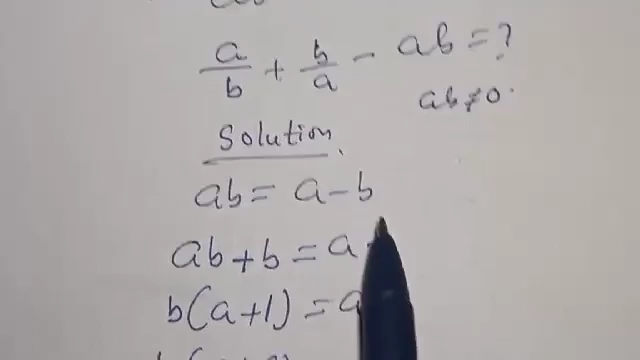 a/b + b/a - ab = ?
ab ≠ 0.
Solution.
ab = a - b
ab + b = a
b(a+1) = a